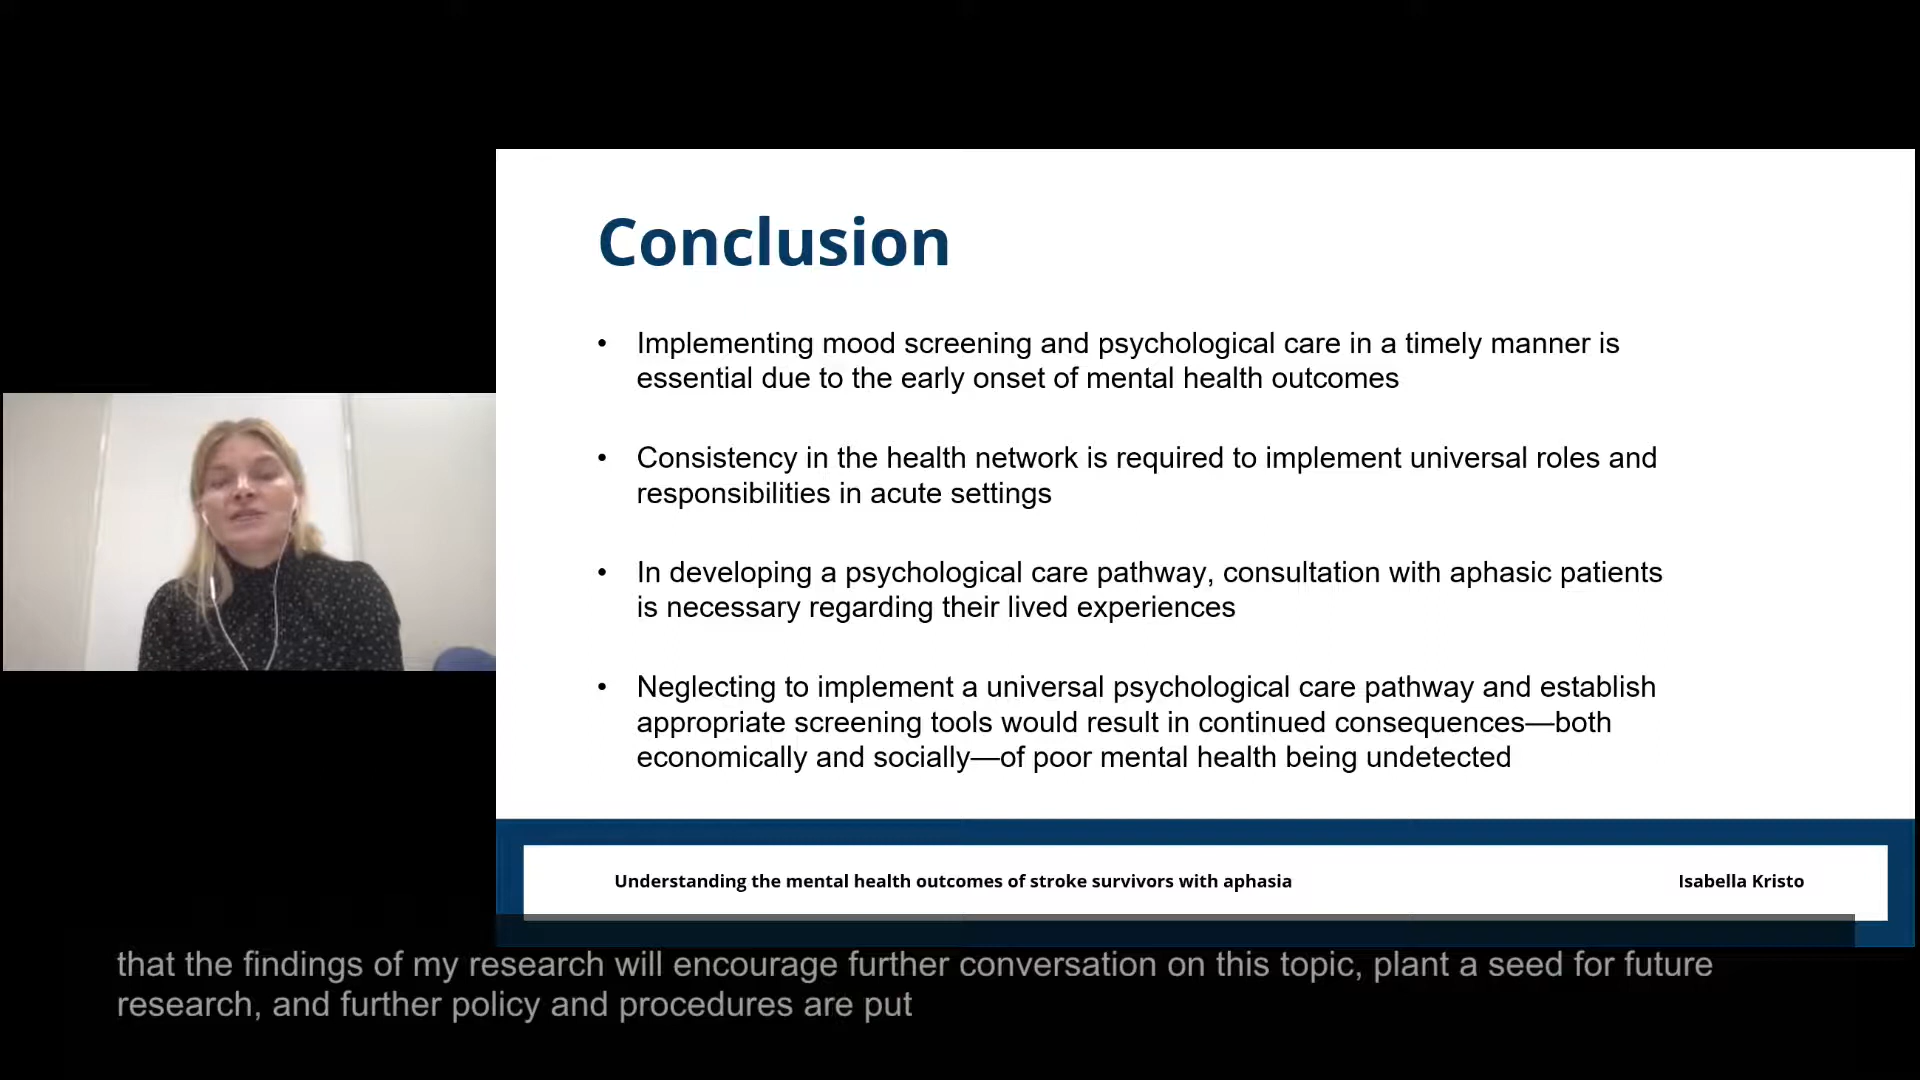 Conclusion
• Implementing mood screening and psychological care in a timely manner is
essential due to the early onset of mental health outcomes
• Consistency in the health network is required to implement universal roles and
responsibilities in acute settings
• In developing a psychological care pathway, consultation with aphasic patients
is necessary regarding their lived experiences
• Neglecting to implement a universal psychological care pathway and establish
appropriate screening tools would result in continued consequences—both
economically and socially—of poor mental health being undetected
Understanding the mental health outcomes of stroke survivors with aphasia
Isabella Kristo
that the findings of my research will encourage further conversation on this topic, plant a seed for future
research, and further policy and procedures are put